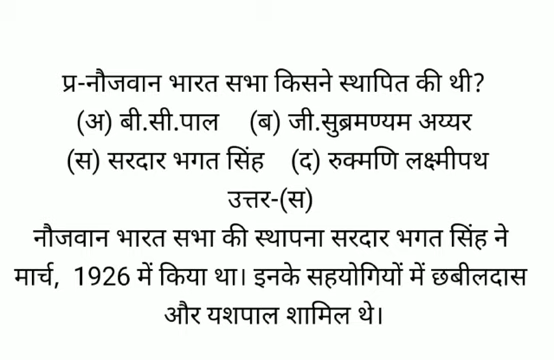 प्र-नौजवान भारत सभा किसने स्थापित की थी?
(अ) बी.सी.पाल (ब) जी.सुब्रमण्यम अय्यर
(स) सरदार भगत सिंह (द) रुक्मणि लक्ष्मीपथ
उत्तर-(स)
नौजवान भारत सभा की स्थापना सरदार भगत सिंह ने
मार्च, 1926 में किया था। इनके सहयोगियों में छबीलदास
और यशपाल शामिल थे।